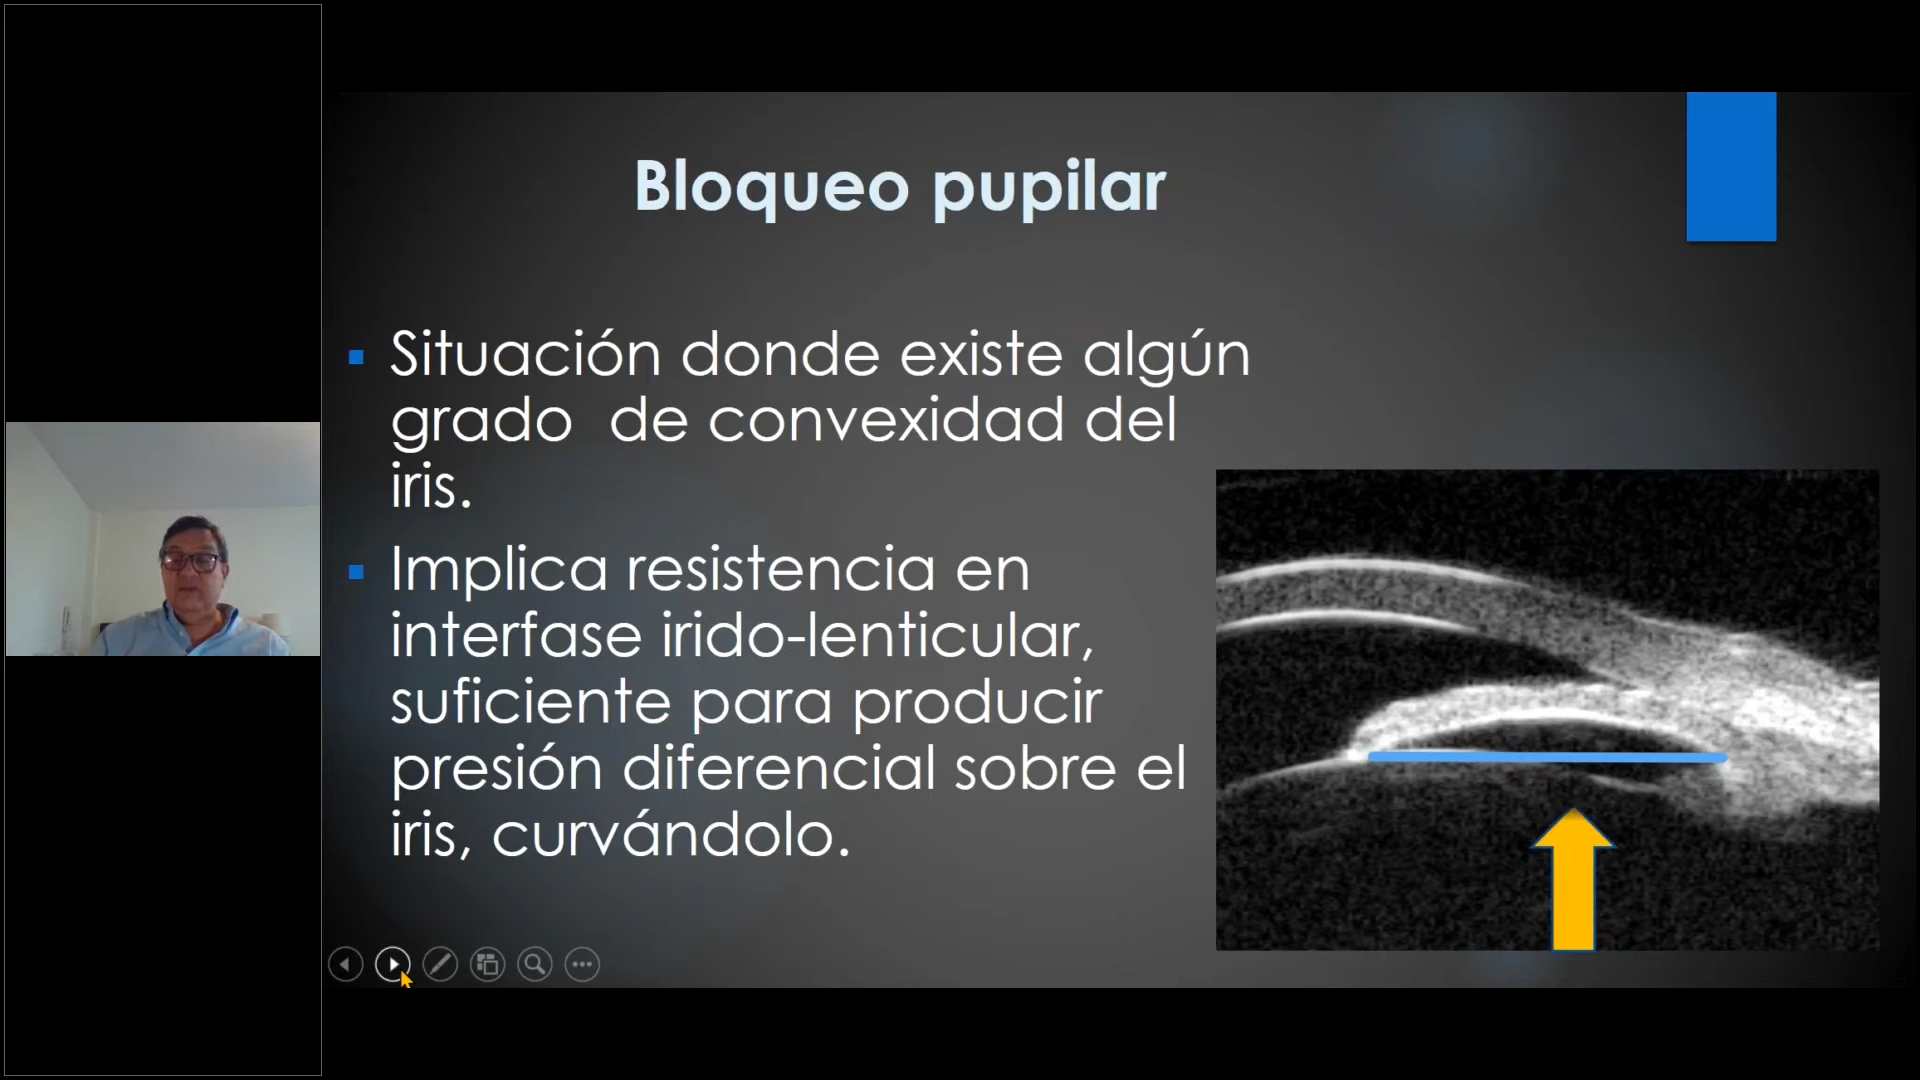 Bloqueo pupilar
Situación donde existe algún
grado de convexidad del
iris.
Implica resistencia en
interfase irido-lenticular,
suficiente para producir
presión diferencial sobre el
iris, curvándolo.